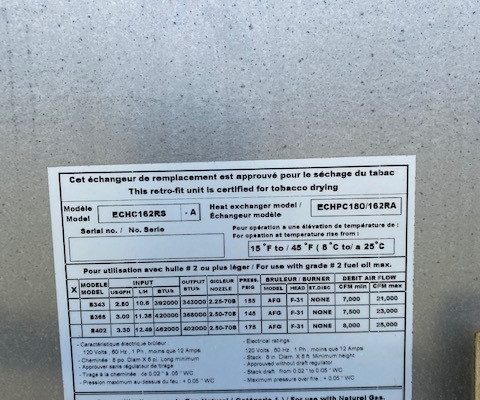 Cet échangeur de remplacement est approuvé pour le séchage du tabac
This retro-fit unit is certified for tobacco drying
Modèle
Model ECHC162RS - A Heat exchanger model / Échangeur modèle ECHPC180/162RA
Serial no. / No. Serie
Pour opération a une élévation de température de :
For operation at temperature rise from :
15 °F to / 45 °F ( 8 °C to/ a 25°C)
Pour utilisation avec huile # 2 ou plus léger / For use with grade # 2 fuel oil max.
X MODELE MODEL INPUT OUTPUT BTU/h GICLEUR NOZZLE PRESS. PSIG BRULEUR / BURNER DEBIT AIR FLOW
USGPH L/H BTU/h MODEL HEAD ST.DISC CFM min CFM max
B343 2.80 10.6 392000 343000 2.25-70B 155 AFG F-31 NONE 7,000 21,000
B368 3.00 11.36 420000 368000 2.50-70B 145 AFG F-31 NONE 7,500 23,000
B402 3.30 12.49 462000 402000 2.50-70B 175 AFG F-31 NONE 8,000 25,000
- Caractéristique électrique brûleur :
120 Volts , 60 Hz , 1 Ph , moins que 12 Amps
- Cheminée : 8 po. Diam X 6 pi. Long minimum
- Approuver sans régulateur de tirage
- Tirage à la cheminée de 0.02 " à .05 " WC
- Pression maximum au-dessus du feu : + 0.05 " WC
- Electrical ratings :
120 Volts , 60 Hz , 1 Ph , moins que 12 Amps
- Stack : 8 in. Diam X 6 ft. Minimum height
- Approved without draft regulator
- Stack draft : from 0.02 " to 0.05 " WC
- Maximum pressure over fire : + 0.05 " WC
For use with Natural Gas.